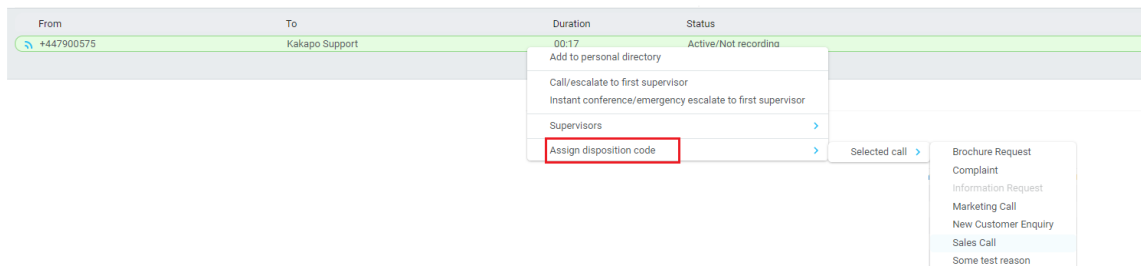 From To Duration Status
+447900575 Kakapo Support 00:17 Active/Not recording
Add to personal directory
Call/escalate to first supervisor
Instant conference/emergency escalate to first supervisor
Supervisors
Assign disposition code
Selected call
Brochure Request
Complaint
Information Request
Marketing Call
New Customer Enquiry
Sales Call
Some test reason